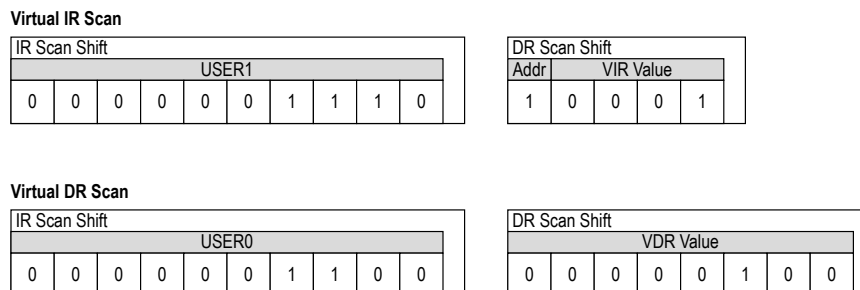 Virtual IR Scan
IR Scan Shift DR Scan Shift
USER1 Addr VIR Value
0 0 0 0 0 0 1 1 1 0 1 0 0 0 1
Virtual DR Scan
IR Scan Shift DR Scan Shift
USER0 VDR Value
0 0 0 0 0 0 1 1 0 0 0 0 0 0 0 1 0 0